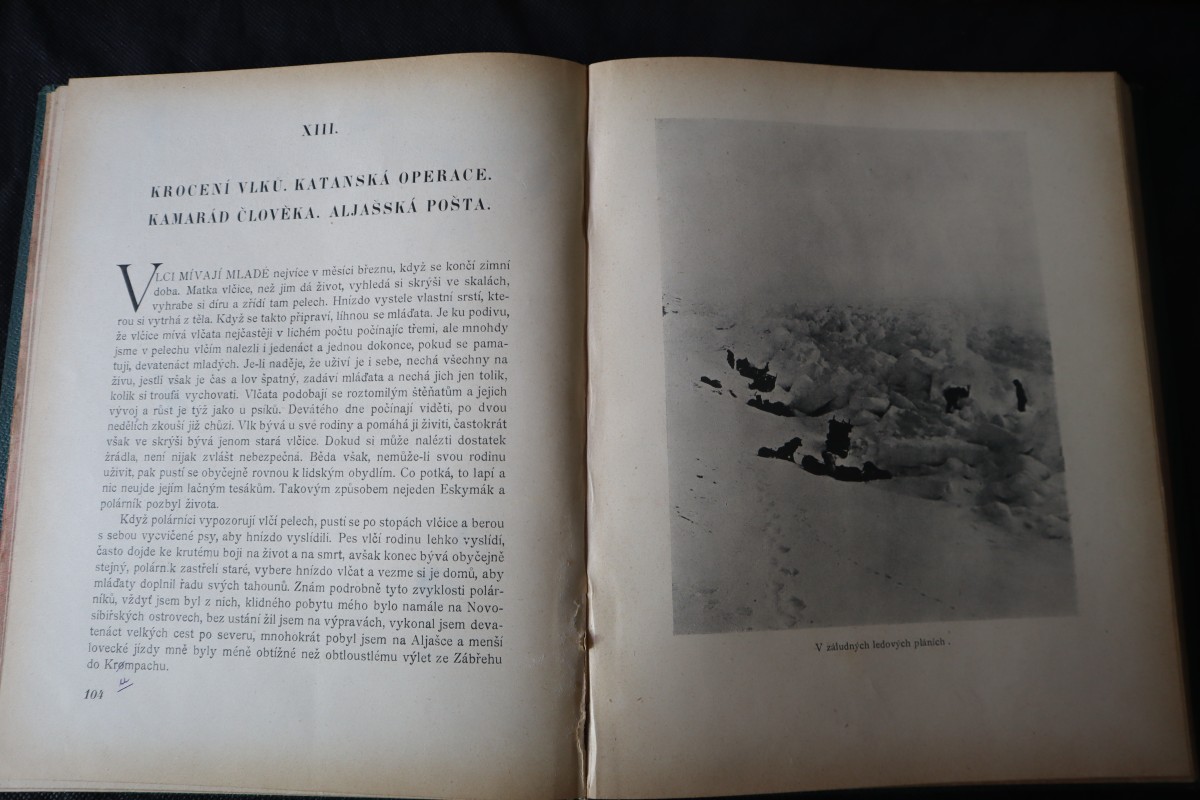 XIII.
KROCENÍ VLKŮ. KATANSKÁ OPERACE.
KAMARÁD ČLOVĚKA. ALJAŠSKÁ POŠTA.
VLCI MÍVAJÍ MLADÉ nejvíce v měsíci březnu, když se končí zimní
doba. Matka vlčice, než jim dá život, vyhledá si skrýši ve skalách,
vyhrabe si díru a zřídí tam pelech. Hnízdo vystele vlastní srstí, kte-
rou si vytrhá z těla. Když se takto připraví, líhnou se mláďata. Je ku podivu,
že vlčice mívá vlčata nejčastěji v lichém počtu počínajíc třemi, ale mnohdy
jsme v pelechu vlčím nalezli i jedenáct a jednou dokonce, pokud se pama-
tuji, devatenáct mladých. Je-li naděje, že uživí je i sebe, nechá všechny na
živu, jestli však je čas a lov špatný, zadáví mláďata a nechá jich jen tolik,
kolik si troufá vychovati. Vlčata podobají se roztomilým štěňatům a jejich
vývoj a růst je týž jako u psíků. Devátého dne počínají viděti, po dvou
nedělích zkouší již chůzi. Vlk bývá u své rodiny a pomáhá ji živiti, častokrát
však ve skrýši bývá jenom stará vlčice. Dokud si může nalézti dostatek
žrádla, není nijak zvlášt nebezpečná. Běda však, nemůže-li svou rodinu
uživit, pak pustí se obyčejně rovnou k lidským obydlím. Co potká, to lapí a
nic neujde jejím lačným tesákům. Takovým způsobem nejeden Eskymák a
polárník pozbyl života.
Když polárníci vypozorují vlčí pelech, pustí se po stopách vlčice a berou
s sebou vycvičené psy, aby hnízdo vyslídili. Pes vlčí rodinu lehko vyslídí,
často dojde ke krutému boji na život a na smrt, avšak konec bývá obyčejně
stejný, polárník zastřelí staré, vybere hnízdo vlčat a vezme si je domů, aby
mláďaty doplnil řadu svých tahounů. Znám podrobně tyto zvyklosti polár-
níků, vždyť jsem byl z nich, klidného pobytu mého bylo namále na Novo-
sibiřských ostrovech, bez ustání žil jsem na výpravách, vykonal jsem deva-
tenáct velkých cest po severu, mnohokrát pobyl jsem na Aljašce a menší
lovecké jízdy mně byly méně obtížné než obtloustlému výlet ze Zábřehu
do Krompachu.
104
V záludných ledových pláních.